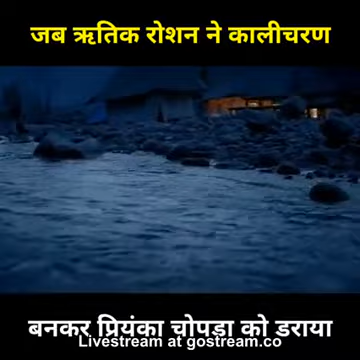 जब ऋतिक रोशन ने कालीचरण
बनकर प्रियंका चोपड़ा को डराया
Livestream at gostream.co